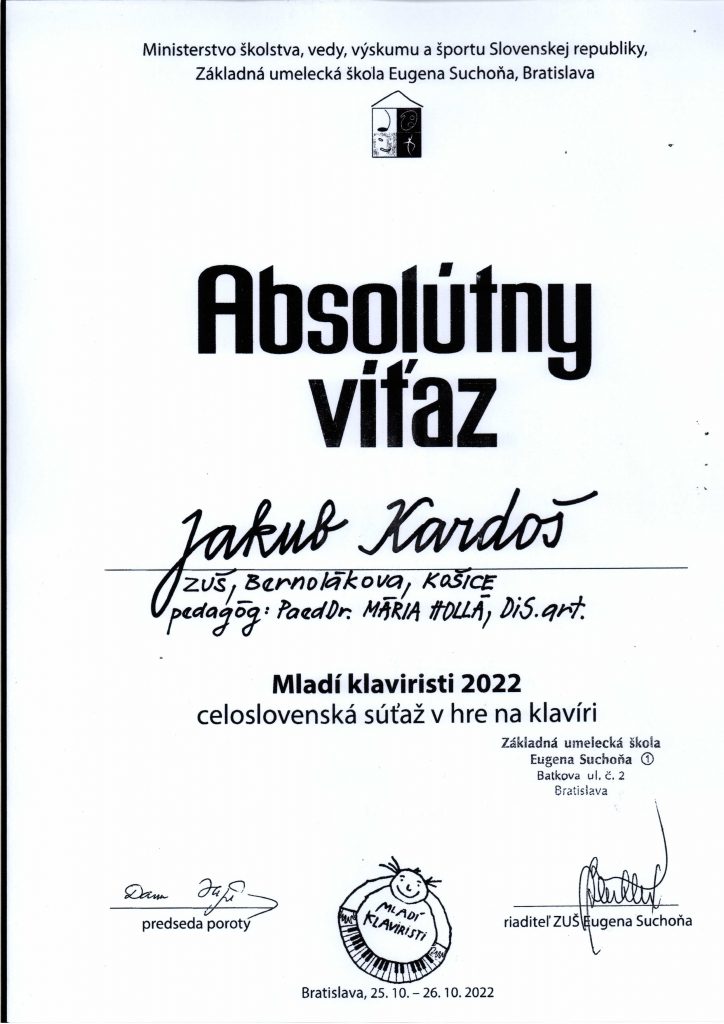 Ministerstvo školstva, vedy, výskumu a športu Slovenskej republiky,
Základná umelecká škola Eugena Suchoňa, Bratislava
Absolútny
víťaz
Jakub Kardoš
ZUŠ, Bernolákova, KOŠICE
pedagóg: PaedDr. MÁRIA HOLLÁ, DiS.art.
Mladí klaviristi 2022
celoslovenská súťaž v hre na klavíri
Základná umelecká škola
Eugena Suchoňa ①
Batkova ul. č. 2
Bratislava
predseda poroty
MLADÍ
KLAVIRISTI
riaditeľ ZUŠ Eugena Suchoňa
Bratislava, 25. 10. – 26. 10. 2022